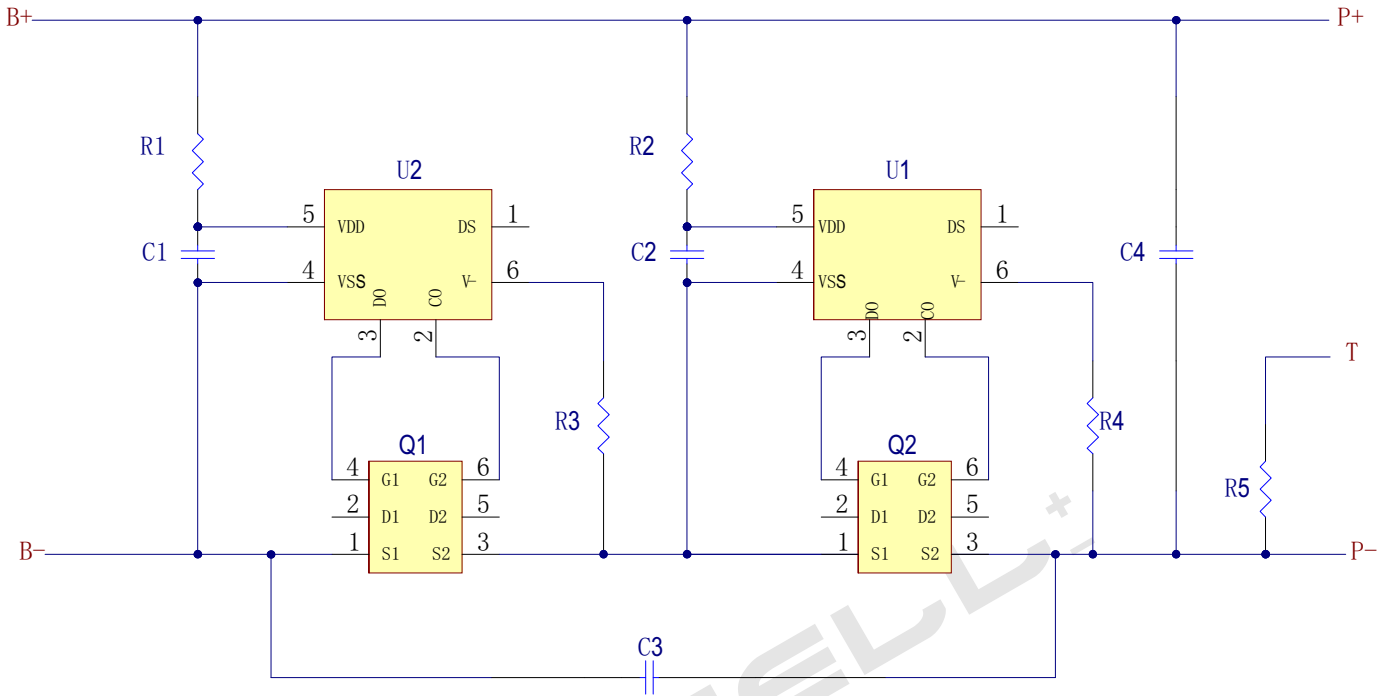 B+
P+
R1
R2
U2
U1
5 VDD DS 1
5 VDD DS 1
C1
C2
C4
4 VSS V- 6
4 VSS V- 6
DO CO
DO CO
3 2
3 2
T
R3
R4
Q1
Q2
4 G1 G2 6
4 G1 G2 6
R5
2 D1 D2 5
2 D1 D2 5
B-
1 S1 S2 3
1 S1 S2 3
P-
C3